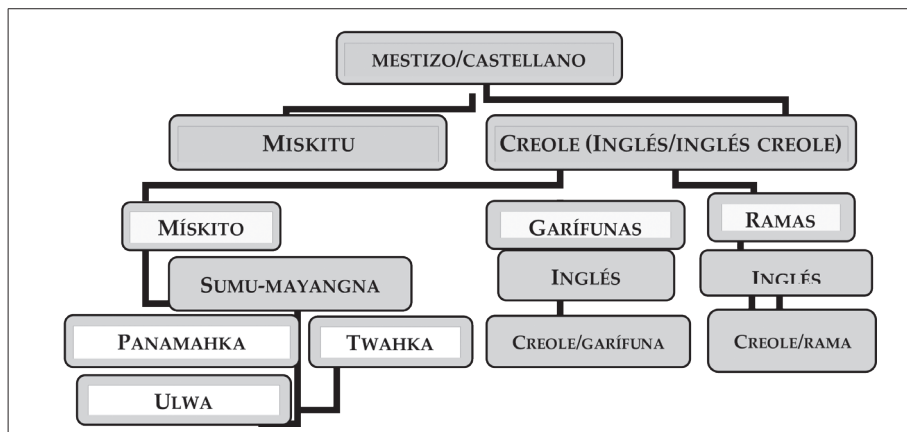 MESTIZO/CASTELLANO
MISKITU
CREOLE (INGLÉS/INGLÉS CREOLE)
MÍSKITO
GARÍFUNAS
RAMAS
SUMU-MAYANGNA
INGLÉS
INGLÉS
PANAMAHKA
TWAHKA
CREOLE/GARÍFUNA
CREOLE/RAMA
ULWA